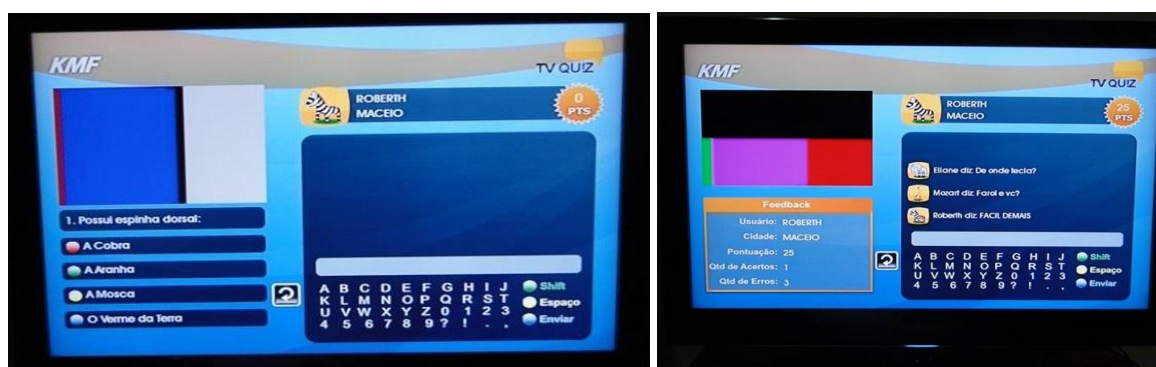 KMF
TV QUIZ
ROBERTH
MACEIO
0
PTS
1. Possui espinha dorsal:
A Cobra
A Aranha
A Mosca
O Verme da Terra
A B C D E F G H I J
K L M N O P Q R S T
U V W X Y Z 0 1 2 3
4 5 6 7 8 9 ? ! . ,
Shift
Espaço
Enviar
KMF
TV QUIZ
ROBERTH
MACEIO
25
PTS
Eliane diz: De onde tecla?
Mozart diz: Farol e vc?
Roberth diz: FACIL DEMAIS
Feedback
Usuário: ROBERTH
Cidade: MACEIO
Pontuação: 25
Qtd de Acertos: 1
Qtd de Erros: 3
A B C D E F G H I J
K L M N O P Q R S T
U V W X Y Z 0 1 2 3
4 5 6 7 8 9 ? ! . ,
Shift
Espaço
Enviar